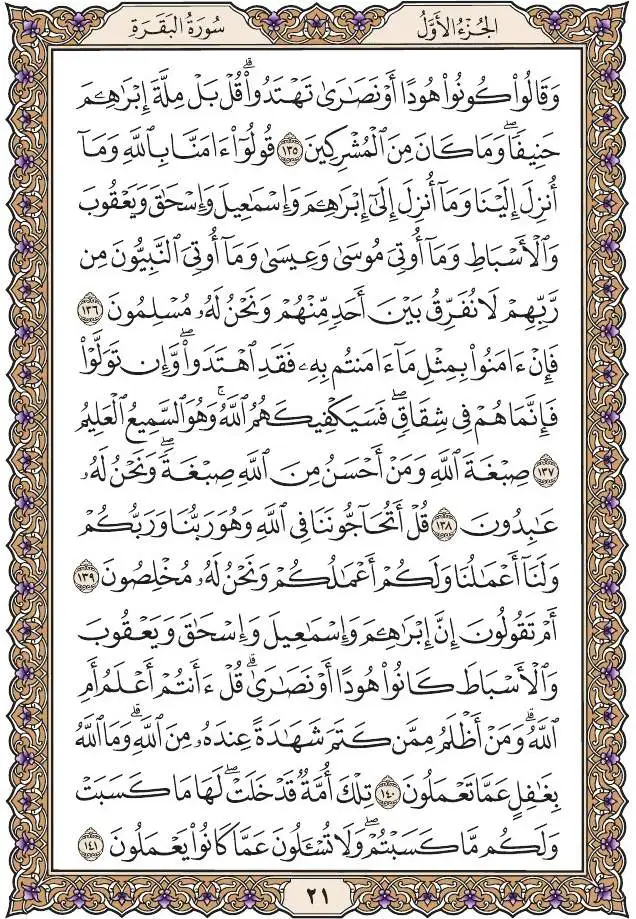 الجُزْءُ الأَوَّلُ
سُورَةُ البَقَرَةِ
وَقَالُوا۟ كُونُوا۟ هُودًا أَوْ نَصَٰرَىٰ تَهْتَدُوا۟ۗ قُلْ بَلْ مِلَّةَ إِبْرَٰهِـۧمَ
حَنِيفًاۖ وَمَا كَانَ مِنَ ٱلْمُشْرِكِينَ ١٣٥ قُولُوٓا۟ ءَامَنَّا بِٱللَّهِ وَمَآ
أُنزِلَ إِلَيْنَا وَمَآ أُنزِلَ إِلَىٰٓ إِبْرَٰهِـۧمَ وَإِسْمَٰعِيلَ وَإِسْحَٰقَ وَيَعْقُوبَ
وَٱلْأَسْبَاطِ وَمَآ أُوتِىَ مُوسَىٰ وَعِيسَىٰ وَمَآ أُوتِىَ ٱلنَّبِيُّونَ مِن
رَّبِّهِمْ لَا نُفَرِّقُ بَيْنَ أَحَدٍ مِّنْهُمْ وَنَحْنُ لَهُۥ مُسْلِمُونَ ١٣٦
فَإِنْ ءَامَنُوا۟ بِمِثْلِ مَآ ءَامَنتُم بِهِۦ فَقَدِ ٱهْتَدَوا۟ۖ وَّإِن تَوَلَّوْا۟
فَإِنَّمَا هُمْ فِى شِقَاقٍۖ فَسَيَكْفِيكَهُمُ ٱللَّهُۚ وَهُوَ ٱلسَّمِيعُ ٱلْعَلِيمُ
١٣٧ صِبْغَةَ ٱللَّهِ وَمَنْ أَحْسَنُ مِنَ ٱللَّهِ صِبْغَةًۖ وَنَحْنُ لَهُۥ
عَٰبِدُونَ ١٣٨ قُلْ أَتُحَآجُّونَنَا فِى ٱللَّهِ وَهُوَ رَبُّنَا وَرَبُّكُمْ
وَلَنَآ أَعْمَٰلُنَا وَلَكُمْ أَعْمَٰلُكُمْ وَنَحْنُ لَهُۥ مُخْلِصُونَ ١٣٩
أَمْ تَقُولُونَ إِنَّ إِبْرَٰهِـۧمَ وَإِسْمَٰعِيلَ وَإِسْحَٰقَ وَيَعْقُوبَ
وَٱلْأَسْبَاطَ كَانُوا۟ هُودًا أَوْ نَصَٰرَىٰۗ قُلْ ءَأَنتُمْ أَعْلَمُ أَمِ
ٱللَّهُۗ وَمَنْ أَظْلَمُ مِمَّن كَتَمَ شَهَٰدَةً عِندَهُۥ مِنَ ٱللَّهِۗ وَمَا ٱللَّهُ
بِغَٰفِلٍ عَمَّا تَعْمَلُونَ ١٤٠ تِلْكَ أُمَّةٌ قَدْ خَلَتْۖ لَهَا مَا كَسَبَتْ
وَلَكُم مَّا كَسَبْتُمْۖ وَلَا تُسْـَٔلُونَ عَمَّا كَانُوا۟ يَعْمَلُونَ ١٤١
٢١